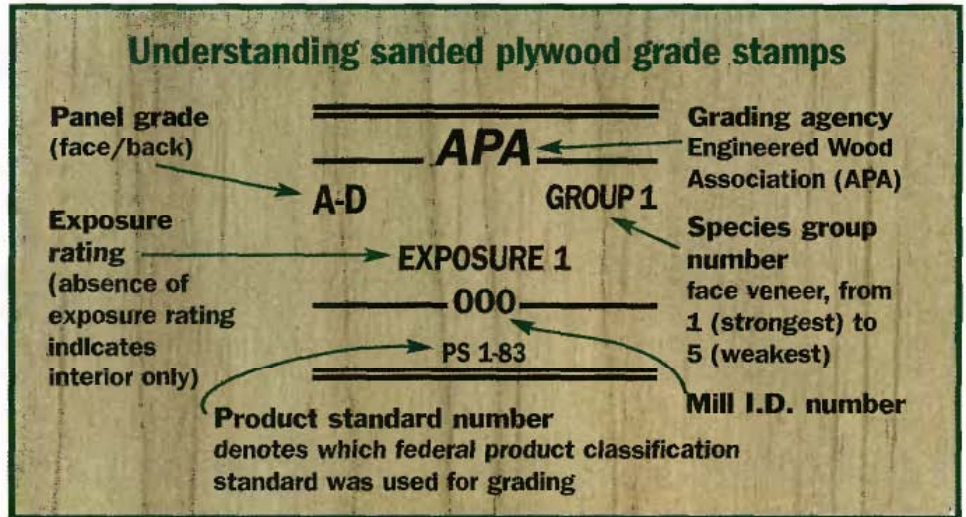 Understanding sanded plywood grade stamps
Panel grade
(face/back)
Exposure
rating
(absence of
exposure rating
indicates
interior only)
APA
A-D
GROUP 1
EXPOSURE 1
000
PS 1-83
Grading agency
Engineered Wood
Association (APA)
Species group
number
face veneer, from
1 (strongest) to
5 (weakest)
Mill I.D. number
Product standard number
denotes which federal product classification
standard was used for grading